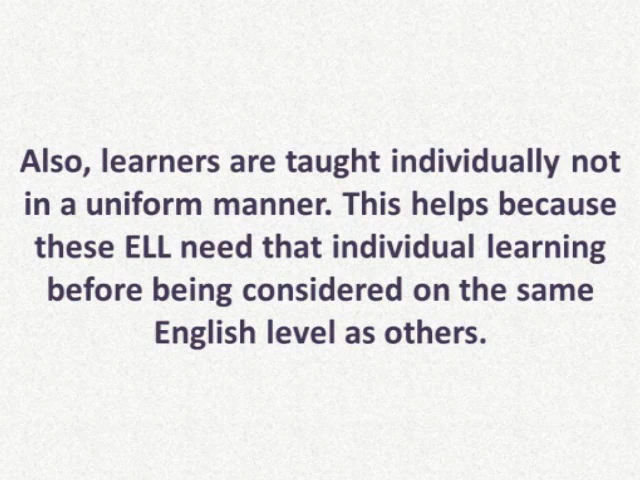 Also, learners are taught individually not
in a uniform manner. This helps because
these ELL need that individual learning
before being considered on the same
English level as others.